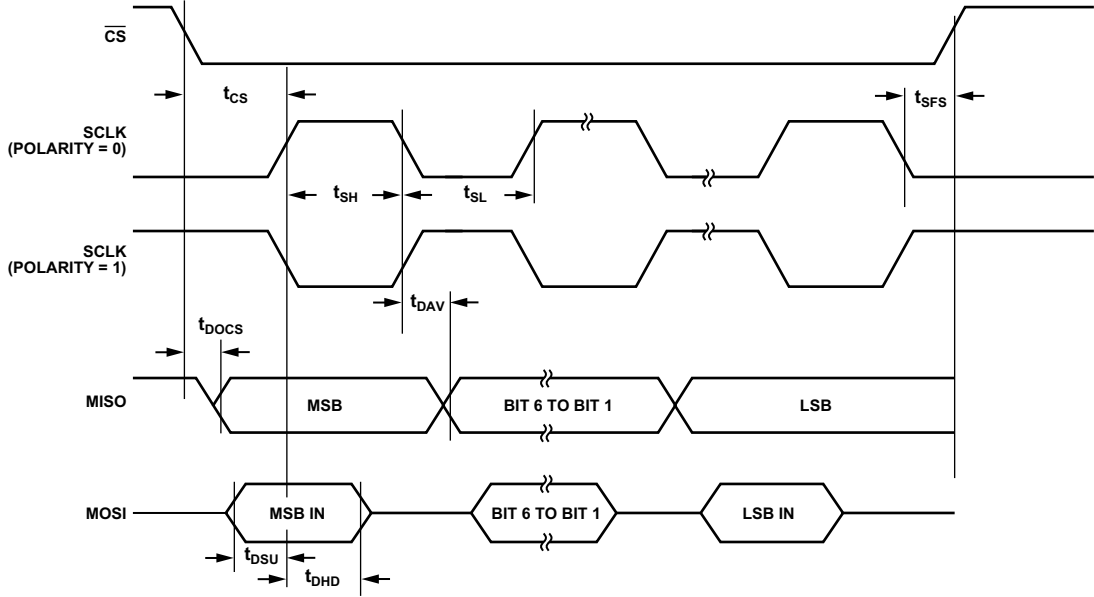 CS
tCS
tSFS
SCLK
(POLARITY = 0)
tSH
tSL
SCLK
(POLARITY = 1)
tDAV
tDOCS
MISO
MSB
BIT 6 TO BIT 1
LSB
MOSI
MSB IN
BIT 6 TO BIT 1
LSB IN
tDSU
tDHD